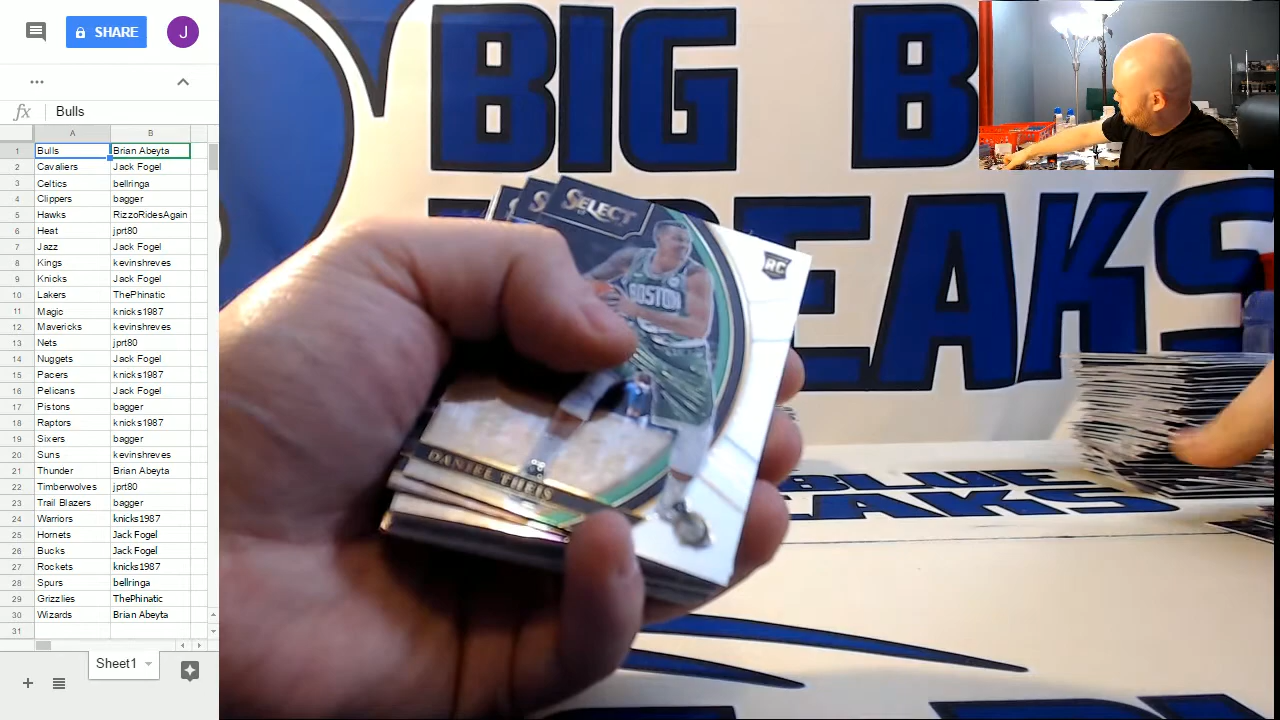 SHARE
J
...
fx
Bulls
A B
1 Bulls Brian Abeyta
2 Cavaliers Jack Fogel
3 Celtics bellringa
4 Clippers bagger
5 Hawks RizzoRidesAgain
6 Heat jprt80
7 Jazz Jack Fogel
8 Kings kevinshreves
9 Knicks Jack Fogel
10 Lakers ThePhinatic
11 Magic knicks1987
12 Mavericks kevinshreves
13 Nets jprt80
14 Nuggets Jack Fogel
15 Pacers knicks1987
16 Pelicans Jack Fogel
17 Pistons bagger
18 Raptors knicks1987
19 Sixers bagger
20 Suns kevinshreves
21 Thunder Brian Abeyta
22 Timberwolves jprt80
23 Trail Blazers bagger
24 Warriors knicks1987
25 Hornets Jack Fogel
26 Bucks Jack Fogel
27 Rockets knicks1987
28 Spurs bellringa
29 Grizzlies ThePhinatic
30 Wizards Brian Abeyta
31
Sheet1
BIG B
EAKS
SELECT
RC
BOSTON
DANIEL THEIS
BLUE
EAKS